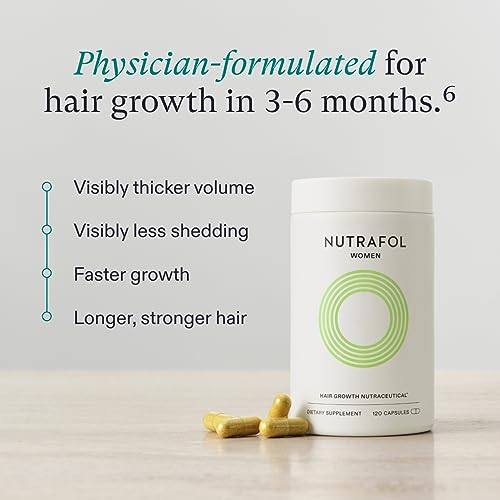 Physician-formulated for
hair growth in 3-6 months.⁶
Visibly thicker volume
Visibly less shedding
Faster growth
Longer, stronger hair
NUTRAFOL
WOMEN
HAIR GROWTH NUTRACEUTICAL*
DIETARY SUPPLEMENT 120 CAPSULES